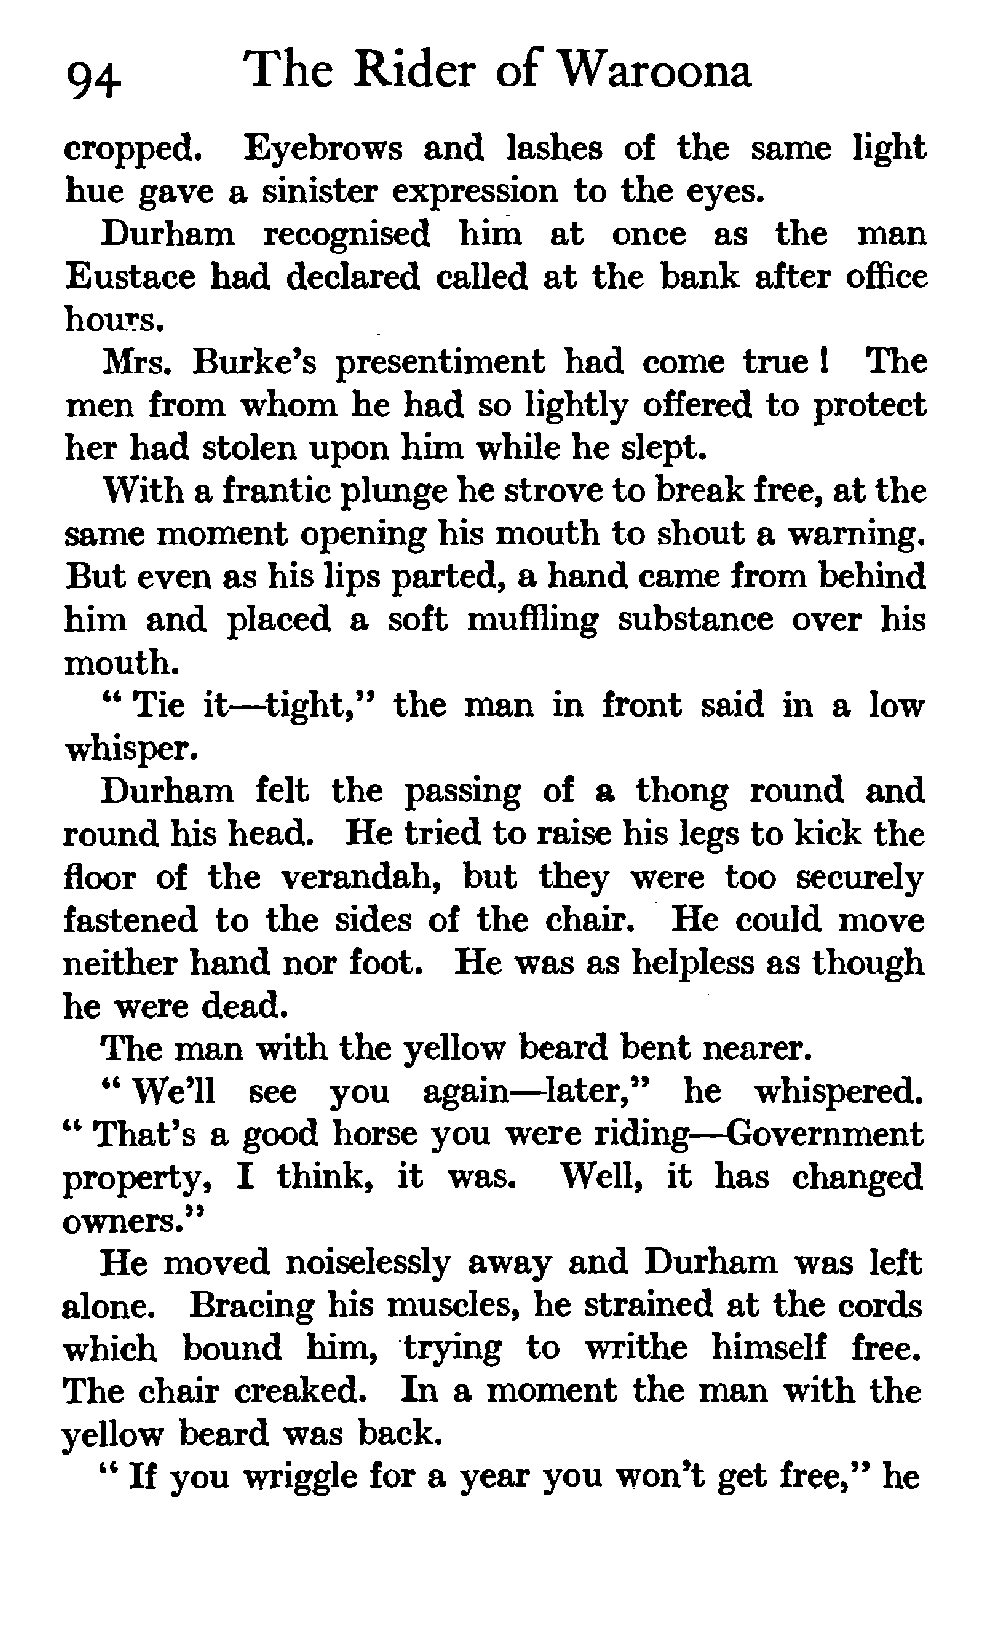 94 The Rider of Waroona
cropped. Eyebrows and lashes of the same light
hue gave a sinister expression to the eyes.
Durham recognised him at once as the man
Eustace had declared called at the bank after office
hours.
Mrs. Burke's presentiment had come true ! The
men from whom he had so lightly offered to protect
her had stolen upon him while he slept.
With a frantic plunge he strove to break free, at the
same moment opening his mouth to shout a warning.
But even as his lips parted, a hand came from behind
him and placed a soft muffling substance over his
mouth.
“ Tie it—tight,” the man in front said in a low
whisper.
Durham felt the passing of a thong round and
round his head. He tried to raise his legs to kick the
floor of the verandah, but they were too securely
fastened to the sides of the chair. He could move
neither hand nor foot. He was as helpless as though
he were dead.
The man with the yellow beard bent nearer.
“ We'll see you again—later,” he whispered.
“ That's a good horse you were riding—Government
property, I think, it was. Well, it has changed
owners.”
He moved noiselessly away and Durham was left
alone. Bracing his muscles, he strained at the cords
which bound him, trying to writhe himself free.
The chair creaked. In a moment the man with the
yellow beard was back.
“ If you wriggle for a year you won't get free,” he